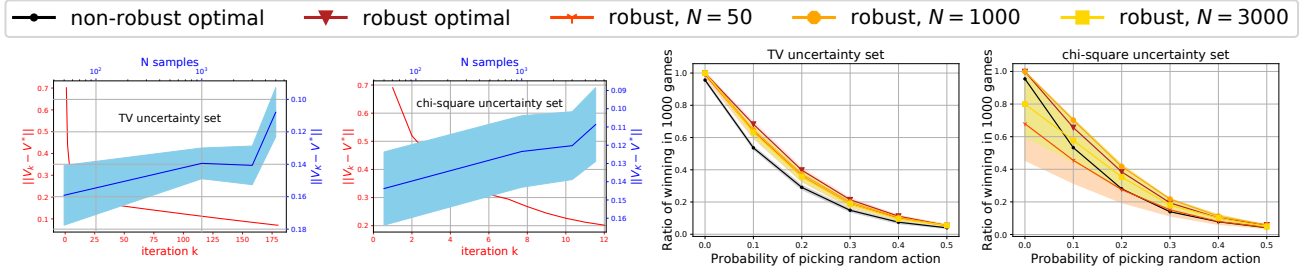 non-robust optimal
robust optimal
robust, N = 50
robust, N = 1000
robust, N = 3000
N samples
10² 10³
0.7
0.6
0.5
0.4
0.3
0.2
0.1
||V_k − V*||
TV uncertainty set
0.10
0.12
0.14
0.16
0.18
||V_K − V*||
0 25 50 75 100 125 150 175
iteration k
N samples
10² 10³
0.7
0.6
0.5
0.4
0.3
0.2
||V_k − V*||
chi-square uncertainty set
0.09
0.10
0.11
0.12
0.13
0.14
0.15
0.16
||V_K − V*||
0 2 4 6 8 10 12
iteration k
TV uncertainty set
Ratio of winning in 1000 games
1.0
0.8
0.6
0.4
0.2
0.0
0.0 0.1 0.2 0.3 0.4 0.5
Probability of picking random action
chi-square uncertainty set
Ratio of winning in 1000 games
1.0
0.8
0.6
0.4
0.2
0.0
0.0 0.1 0.2 0.3 0.4 0.5
Probability of picking random action